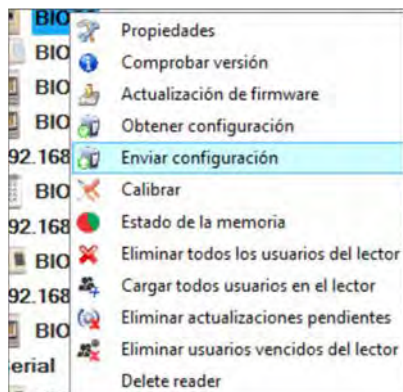 BIO
Propiedades
BIO
Comprobar versión
BIO
Actualización de firmware
BIO
Obtener configuración
92.168
Enviar configuración
BIO
Calibrar
92.168
Estado de la memoria
BIO
Eliminar todos los usuarios del lector
92.168
Cargar todos usuarios en el lector
BIO
Eliminar actualizaciones pendientes
erial
Eliminar usuarios vencidos del lector
Delete reader